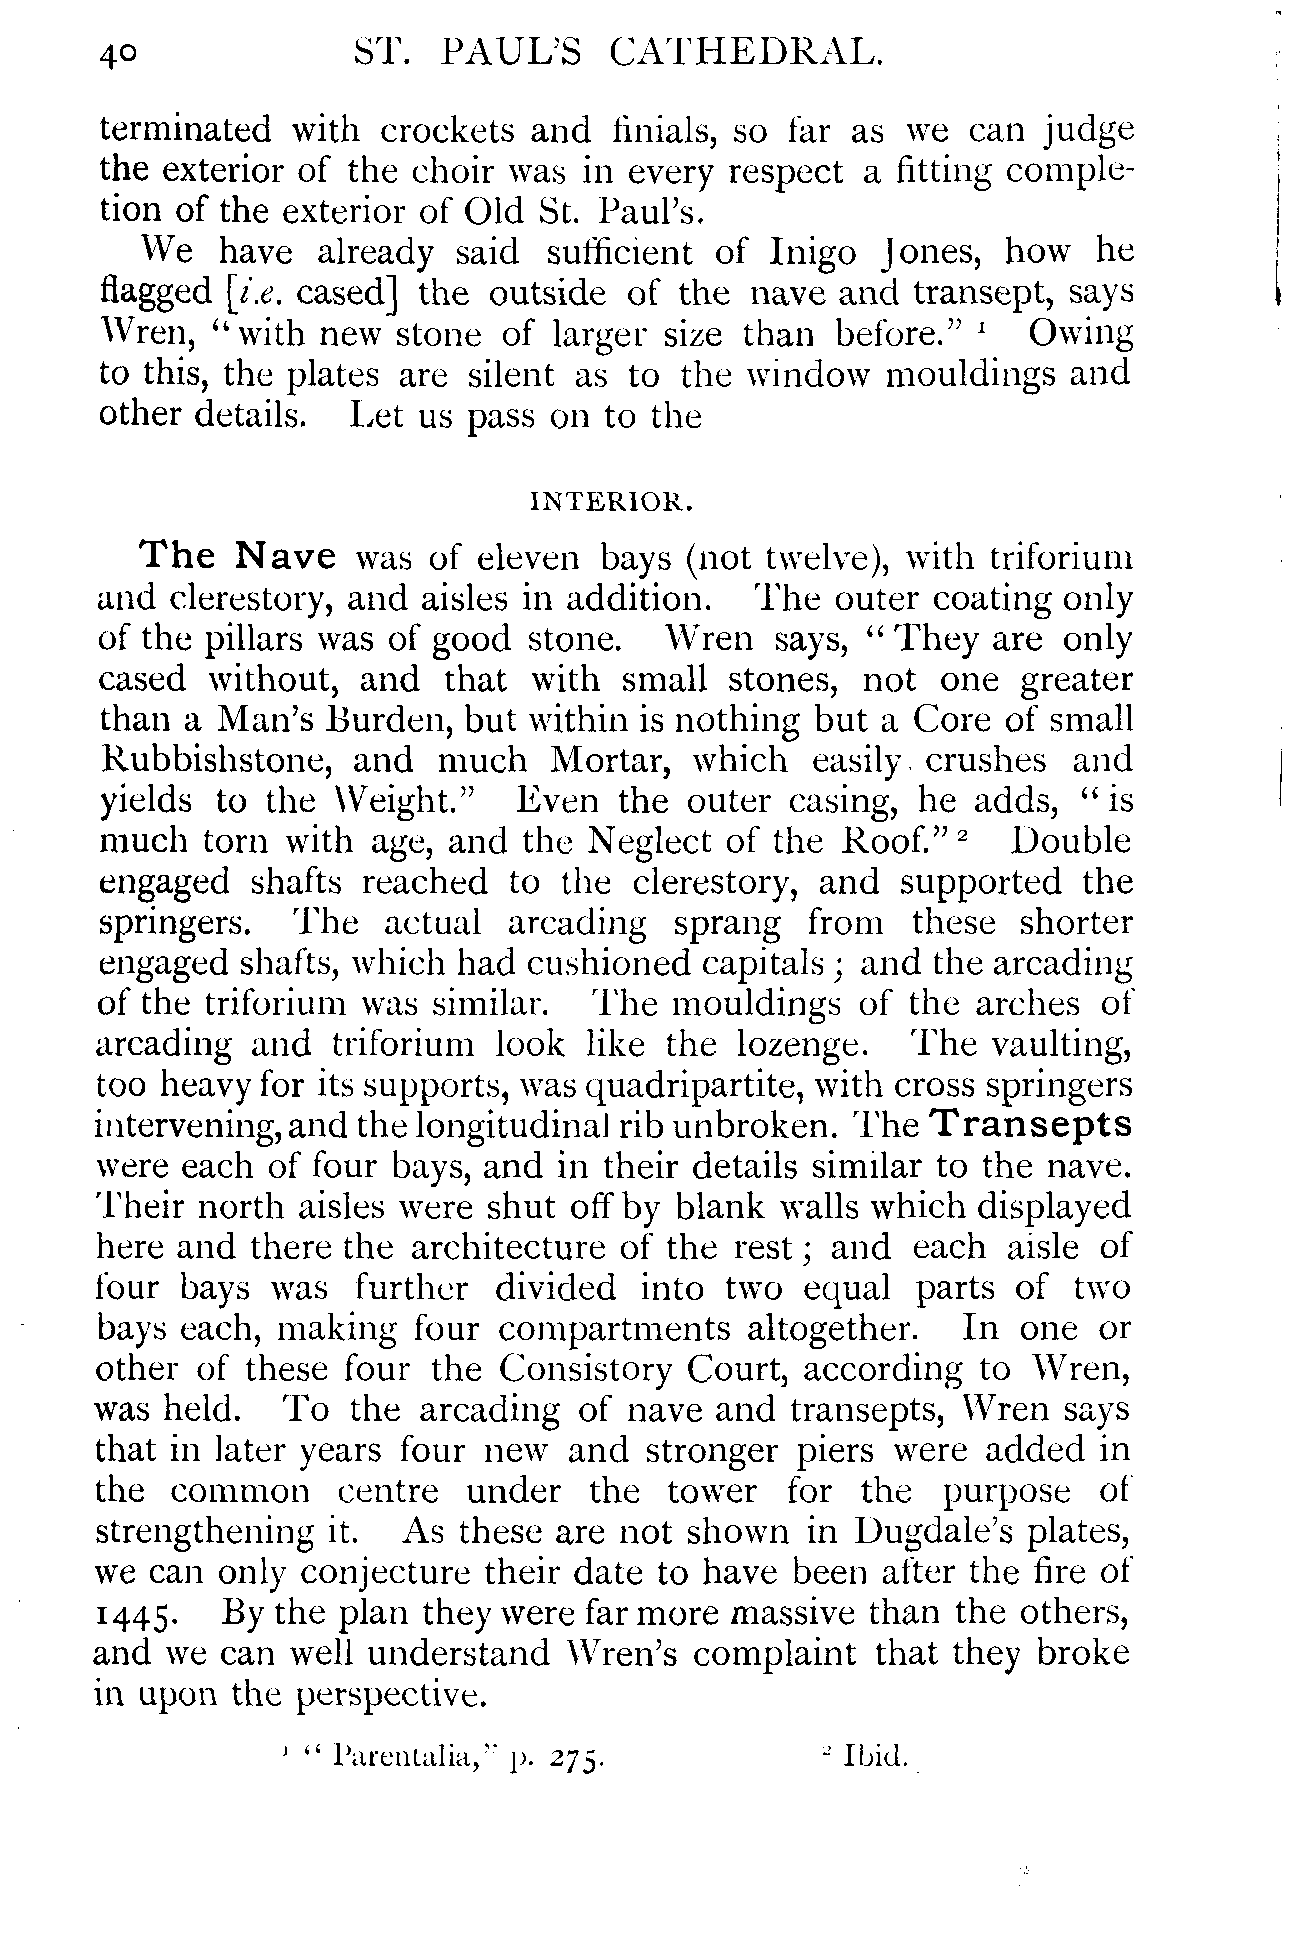 40 ST. PAUL'S CATHEDRAL.
terminated with crockets and finials, so far as we can judge
the exterior of the choir was in every respect a fitting comple-
tion of the exterior of Old St. Paul's.
We have already said sufficient of Inigo Jones, how he
flagged [i.e. cased] the outside of the nave and transept, says
Wren, "with new stone of larger size than before." 1 Owing
to this, the plates are silent as to the window mouldings and
other details. Let us pass on to the
INTERIOR.
The Nave was of eleven bays (not twelve), with triforium
and clerestory, and aisles in addition. The outer coating only
of the pillars was of good stone. Wren says, "They are only
cased without, and that with small stones, not one greater
than a Man's Burden, but within is nothing but a Core of small
Rubbishstone, and much Mortar, which easily crushes and
yields to the Weight." Even the outer casing, he adds, "is
much torn with age, and the Neglect of the Roof." 2 Double
engaged shafts reached to the clerestory, and supported the
springers. The actual arcading sprang from these shorter
engaged shafts, which had cushioned capitals; and the arcading
of the triforium was similar. The mouldings of the arches of
arcading and triforium look like the lozenge. The vaulting,
too heavy for its supports, was quadripartite, with cross springers
intervening, and the longitudinal rib unbroken. The Transepts
were each of four bays, and in their details similar to the nave.
Their north aisles were shut off by blank walls which displayed
here and there the architecture of the rest; and each aisle of
four bays was further divided into two equal parts of two
bays each, making four compartments altogether. In one or
other of these four the Consistory Court, according to Wren,
was held. To the arcading of nave and transepts, Wren says
that in later years four new and stronger piers were added in
the common centre under the tower for the purpose of
strengthening it. As these are not shown in Dugdale's plates,
we can only conjecture their date to have been after the fire of
1445. By the plan they were far more massive than the others,
and we can well understand Wren's complaint that they broke
in upon the perspective.
1 "Parentalia," p. 275. 2 Ibid.